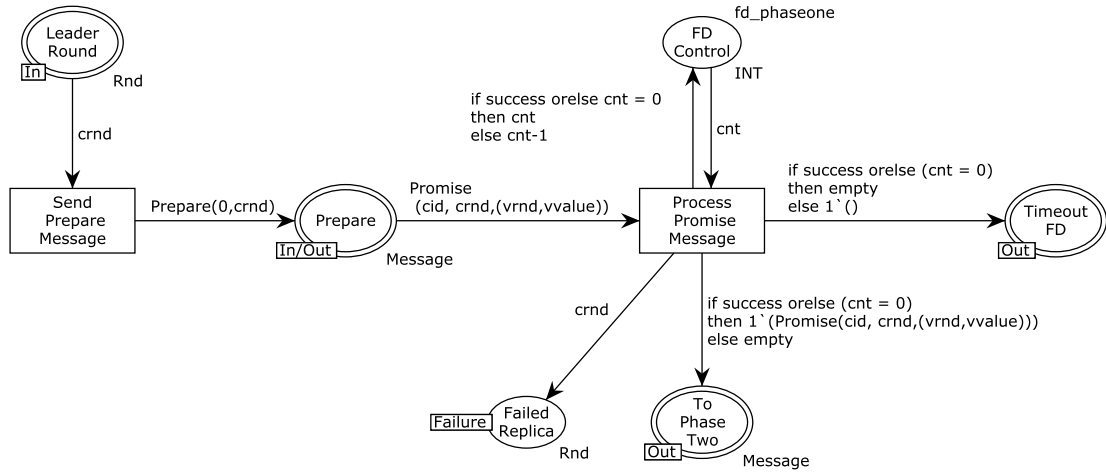 fd_phaseone
Leader
Round
In
Rnd
FD
Control
INT
if success orelse cnt = 0
then cnt
else cnt-1
cnt
crnd
Send
Prepare
Message
Prepare(0,crnd)
Prepare
In/Out
Message
Promise
(cid, crnd,(vrnd,vvalue))
Process
Promise
Message
if success orelse (cnt = 0)
then empty
else 1`()
Timeout
FD
Out
crnd
if success orelse (cnt = 0)
then 1`(Promise(cid, crnd,(vrnd,vvalue)))
else empty
Failure
Failed
Replica
Rnd
To
Phase
Two
Out
Message